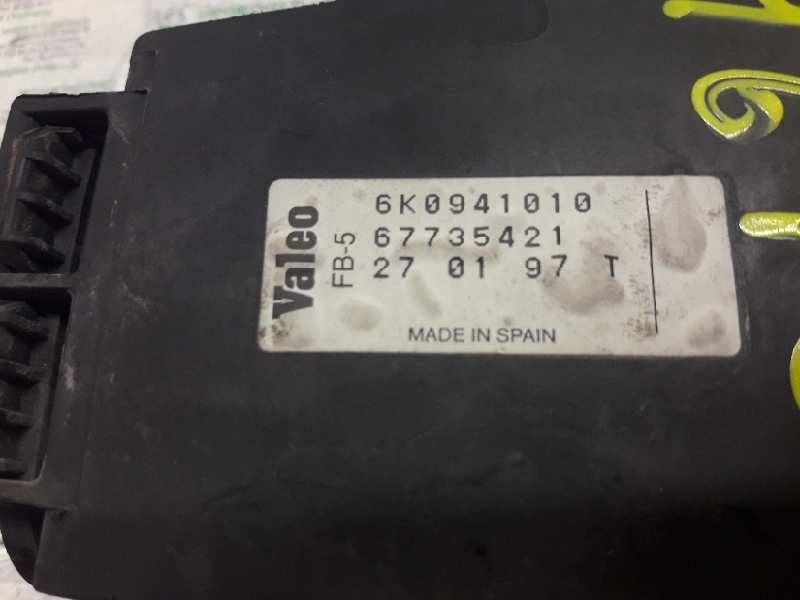 Valeo
FB-5
6K0941010
67735421
27 01 97 T
MADE IN SPAIN